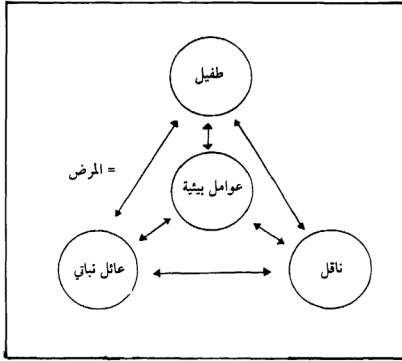 طفيل
= المرض
عوامل بيئية
عائل نباتي
ناقل